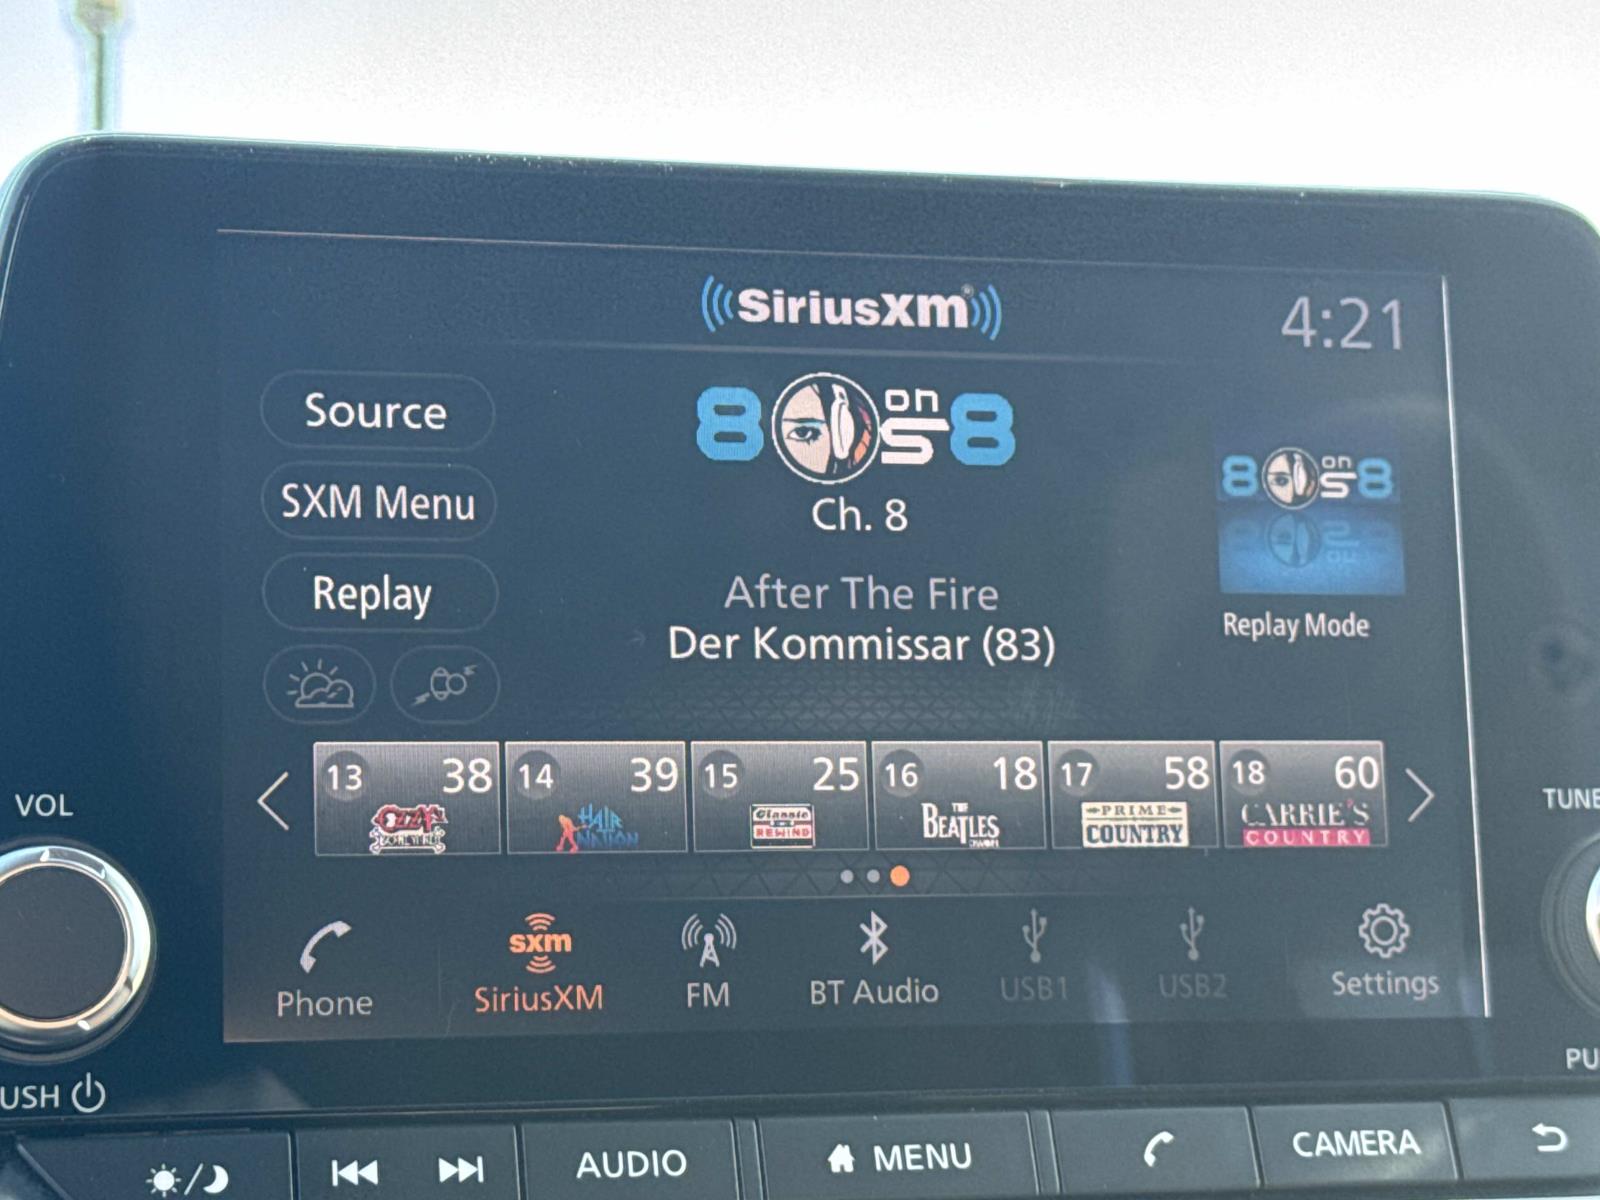 SiriusXM
4:21
Source
80s on 8
80s on 8
SXM Menu
Ch. 8
Replay
After The Fire
Der Kommissar (83)
Replay Mode
VOL
TUNE
13 38
14 39
15 25
16 18
17 58
18 60
HAIR NATION
Classic REWIND
THE BEATLES
PRIME COUNTRY
CARRIE'S COUNTRY
sxm
Phone
SiriusXM
FM
BT Audio
USB1
USB2
Settings
USH
PU
AUDIO
MENU
CAMERA